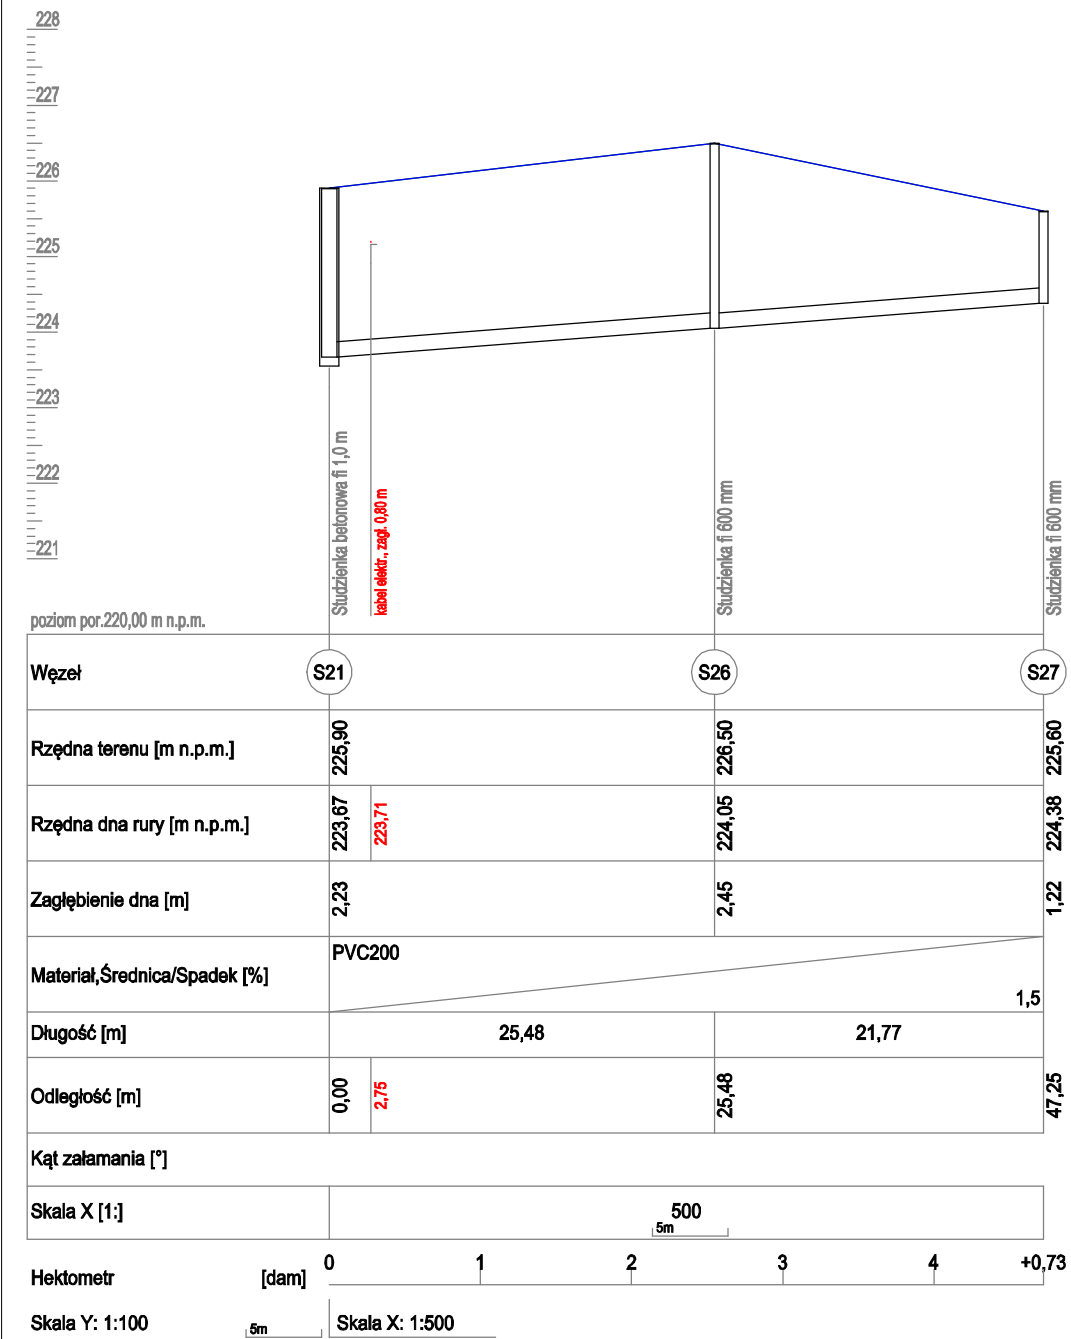 228
227
226
225
224
223
222
221
Studzienka betonowa fi 1,0 m
kabel elektr., zagł. 0,80 m
Studzienka fi 600 mm
Studzienka fi 600 mm
poziom por.220,00 m n.p.m.
Węzeł S21 S26 S27
Rzędna terenu [m n.p.m.] 225,90 226,50 225,60
Rzędna dna rury [m n.p.m.] 223,67 223,71 224,05 224,38
Zagłębienie dna [m] 2,23 2,45 1,22
PVC200
Materiał,Średnica/Spadek [%]
1,5
Długość [m] 25,48 21,77
Odległość [m] 0,00 2,75 25,48 47,25
Kąt załamania [°]
Skala X [1:] 500
5m
0 1 2 3 4 +0,73
Hektometr [dam]
Skala Y: 1:100 5m Skala X: 1:500